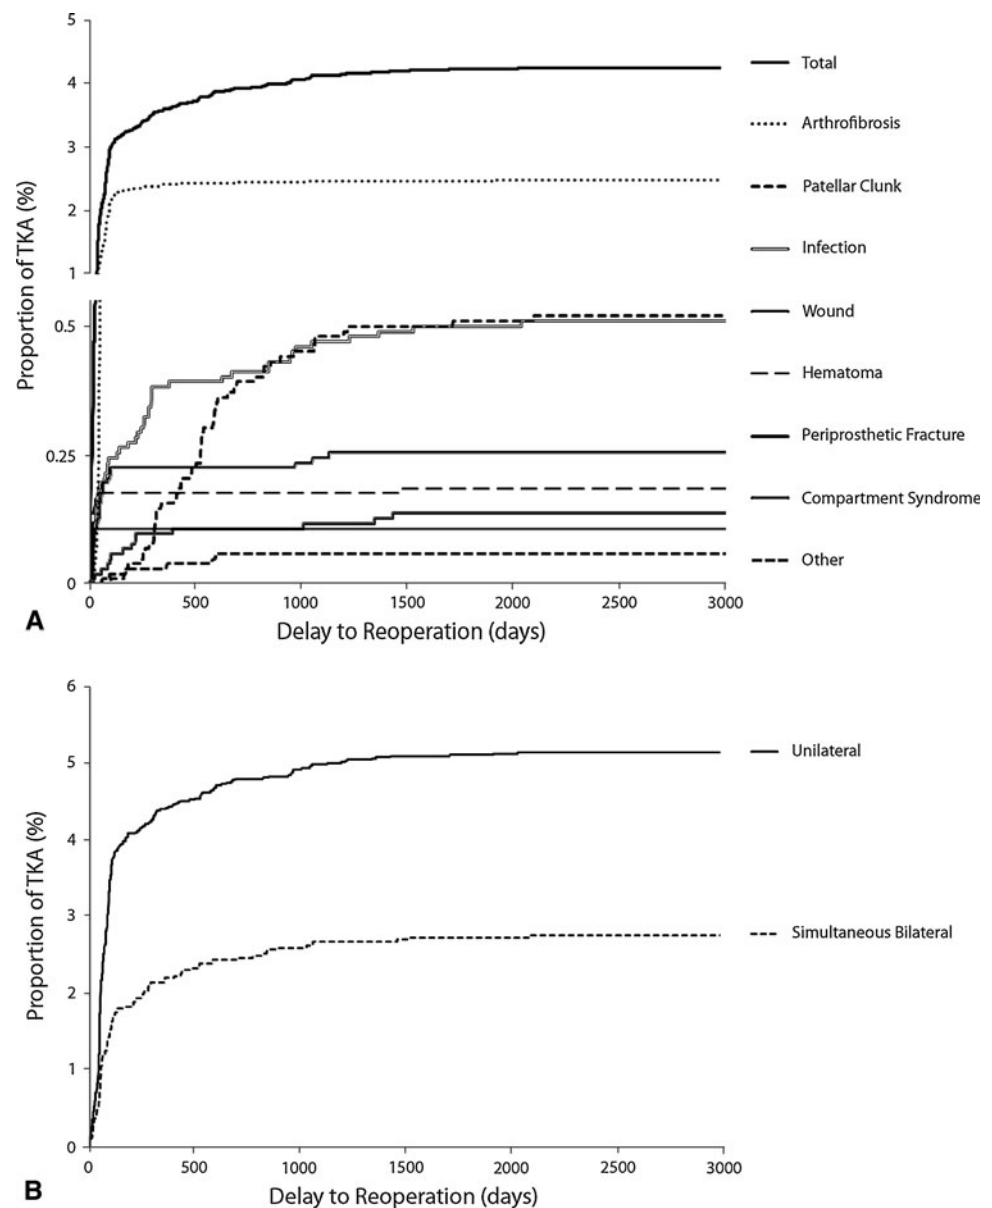 5
4
3
2
1
0.5
0.25
0
Proportion of TKA (%)
0 500 1000 1500 2000 2500 3000
Delay to Reoperation (days)
A
Total
Arthrofibrosis
Patellar Clunk
Infection
Wound
Hematoma
Periprosthetic Fracture
Compartment Syndrome
Other
6
5
4
3
2
1
0
Proportion of TKA (%)
0 500 1000 1500 2000 2500 3000
Delay to Reoperation (days)
B
Unilateral
Simultaneous Bilateral